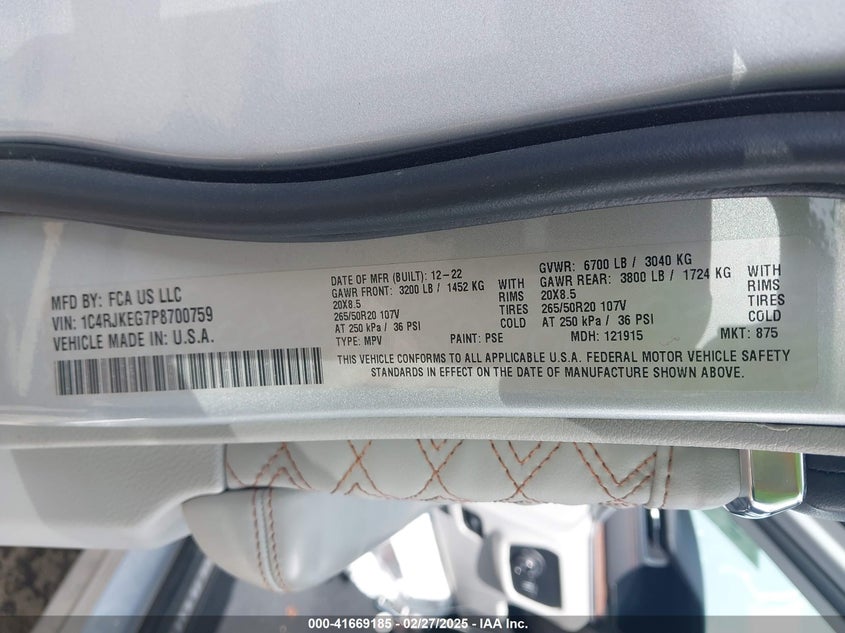 MFD BY: FCA US LLC
VIN: 1C4RJKEG7P8700759
VEHICLE MADE IN: U.S.A.
DATE OF MFR (BUILT): 12-22
GAWR FRONT: 3200 LB / 1452 KG WITH
20X8.5 RIMS
265/50R20 107V TIRES
AT 250 kPa / 36 PSI COLD
TYPE: MPV PAINT: PSE
GVWR: 6700 LB / 3040 KG
GAWR REAR: 3800 LB / 1724 KG WITH
20X8.5 RIMS
265/50R20 107V TIRES
AT 250 kPa / 36 PSI COLD
MDH: 121915 MKT: 875
THIS VEHICLE CONFORMS TO ALL APPLICABLE U.S.A. FEDERAL MOTOR VEHICLE SAFETY
STANDARDS IN EFFECT ON THE DATE OF MANUFACTURE SHOWN ABOVE.
000-41669185 - 02/27/2025 - IAA Inc.